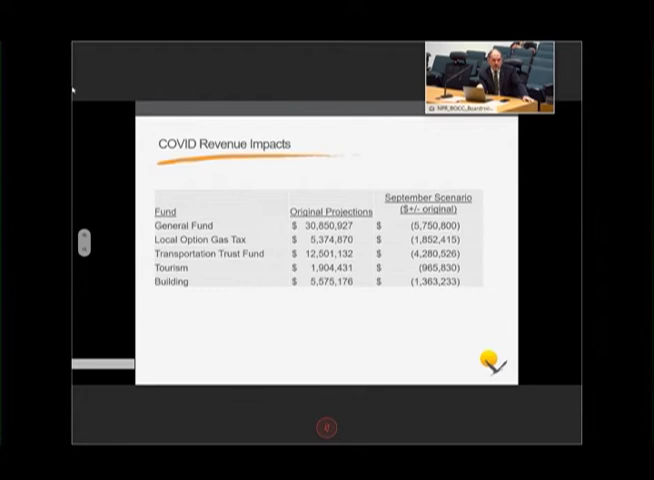 COVID Revenue Impacts
September Scenario
Fund Original Projections ($+/- original)
General Fund $ 30,850,927 $ (5,750,800)
Local Option Gas Tax $ 5,374,870 $ (1,852,415)
Transportation Trust Fund $ 12,501,132 $ (4,280,526)
Tourism $ 1,904,431 $ (965,830)
Building $ 5,575,176 $ (1,363,233)